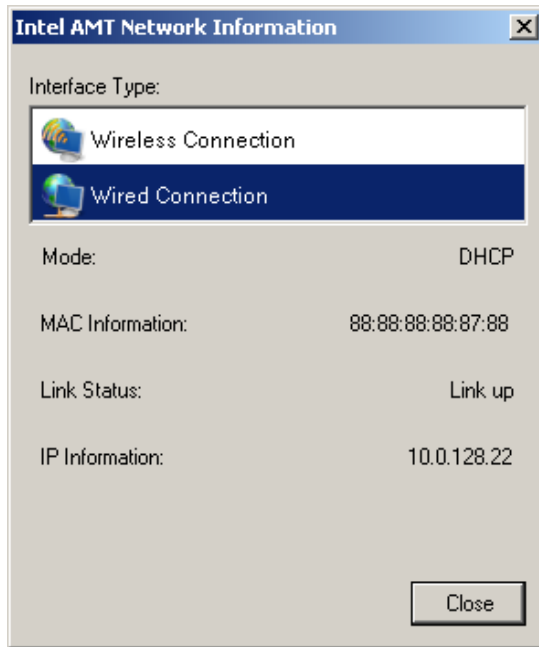 Intel AMT Network Information
Interface Type:
Wireless Connection
Wired Connection
Mode: DHCP
MAC Information: 88:88:88:88:87:88
Link Status: Link up
IP Information: 10.0.128.22
Close